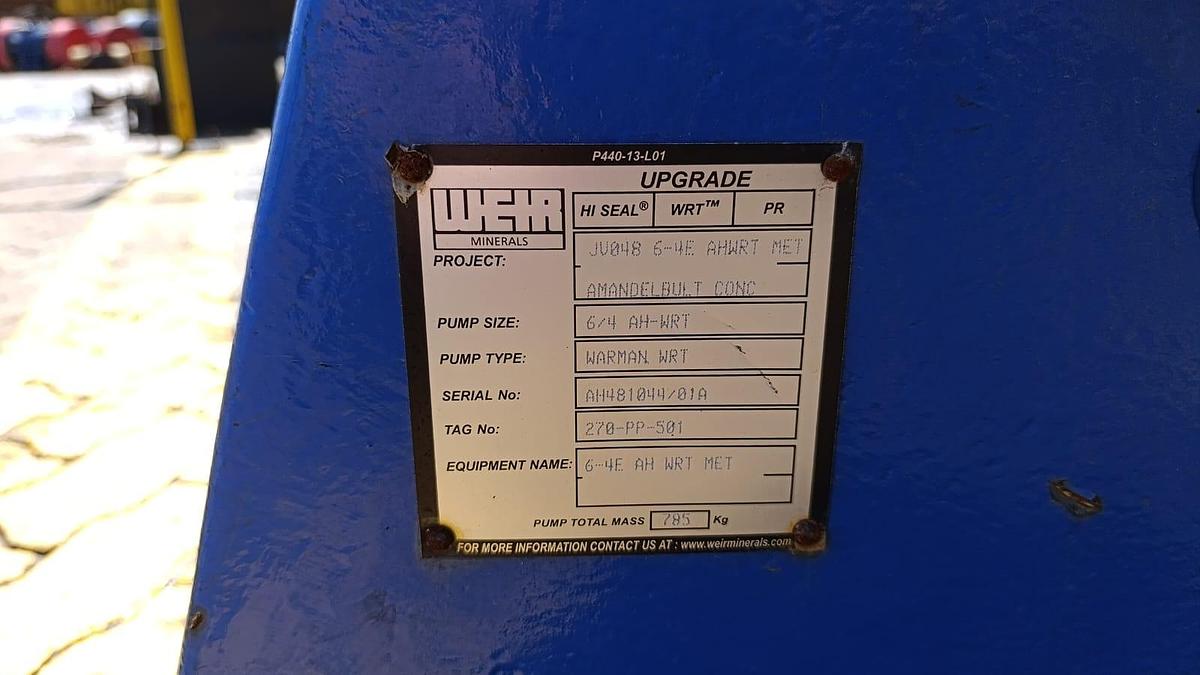 P440-13-L01
UPGRADE
WEIR
MINERALS
HI SEAL® WRT™ PR
PROJECT: JV048 6-4E AHWRT MET
AMANDELBULT CONC
PUMP SIZE: 6/4 AH-WRT
PUMP TYPE: WARMAN WRT
SERIAL No: AH481044/01A
TAG No: 270-PP-501
EQUIPMENT NAME: 6-4E AH WRT MET
PUMP TOTAL MASS 785 Kg
FOR MORE INFORMATION CONTACT US AT : www.weirminerals.com